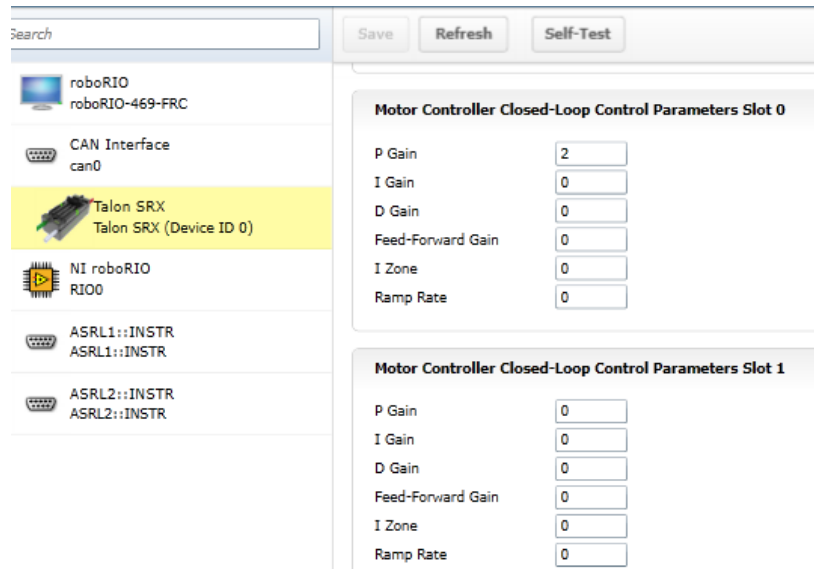 Search
Save Refresh Self-Test
roboRIO
roboRIO-469-FRC
CAN Interface
can0
Talon SRX
Talon SRX (Device ID 0)
NI roboRIO
RIO0
ASRL1::INSTR
ASRL1::INSTR
ASRL2::INSTR
ASRL2::INSTR
Motor Controller Closed-Loop Control Parameters Slot 0
P Gain 2
I Gain 0
D Gain 0
Feed-Forward Gain 0
I Zone 0
Ramp Rate 0
Motor Controller Closed-Loop Control Parameters Slot 1
P Gain 0
I Gain 0
D Gain 0
Feed-Forward Gain 0
I Zone 0
Ramp Rate 0